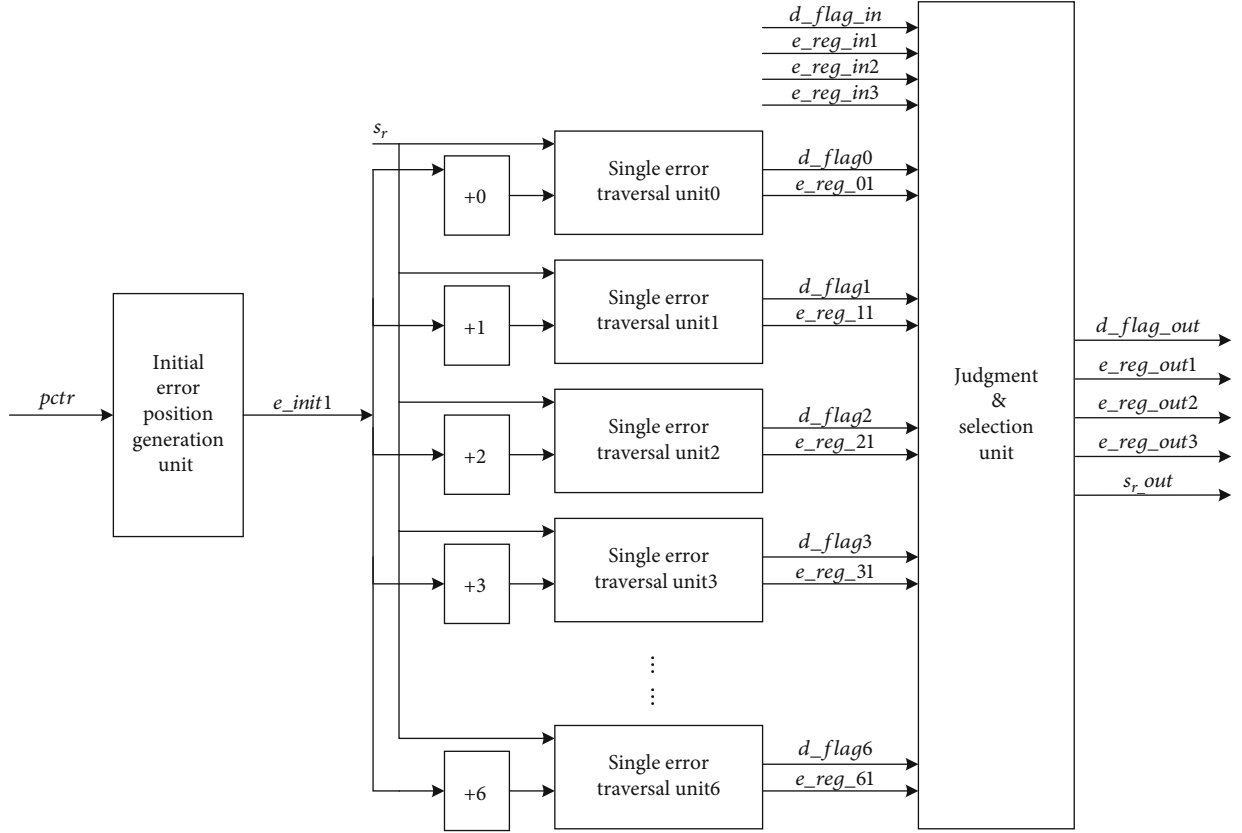 d_flag_in
e_reg_in1
e_reg_in2
e_reg_in3
s_r
+0
Single error
traversal unit0
d_flag0
e_reg_01
+1
Single error
traversal unit1
d_flag1
e_reg_11
pctr
Initial
error
position
generation
unit
e_init1
+2
Single error
traversal unit2
d_flag2
e_reg_21
+3
Single error
traversal unit3
d_flag3
e_reg_31
⋮
⋮
+6
Single error
traversal unit6
d_flag6
e_reg_61
Judgment
&
selection
unit
d_flag_out
e_reg_out1
e_reg_out2
e_reg_out3
s_r_out